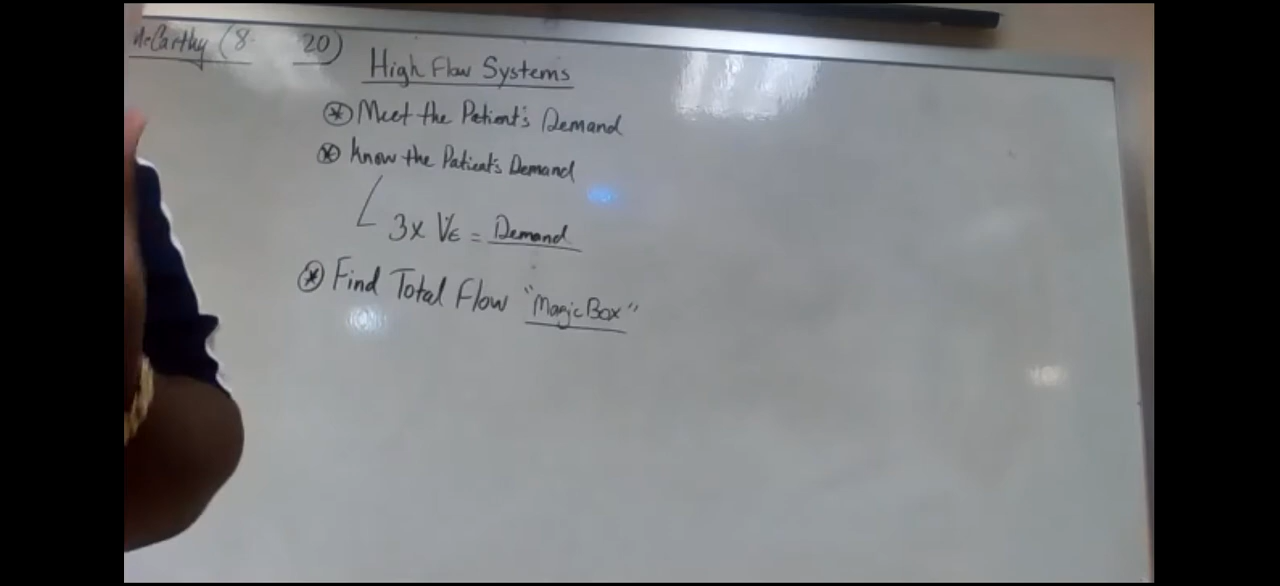 McCarthy (8- 20)
High Flow Systems
⊛ Meet the Patient's Demand
⊛ Know the Patient's Demand
3x V̇E = Demand
⊛ Find Total Flow "Magic Box"